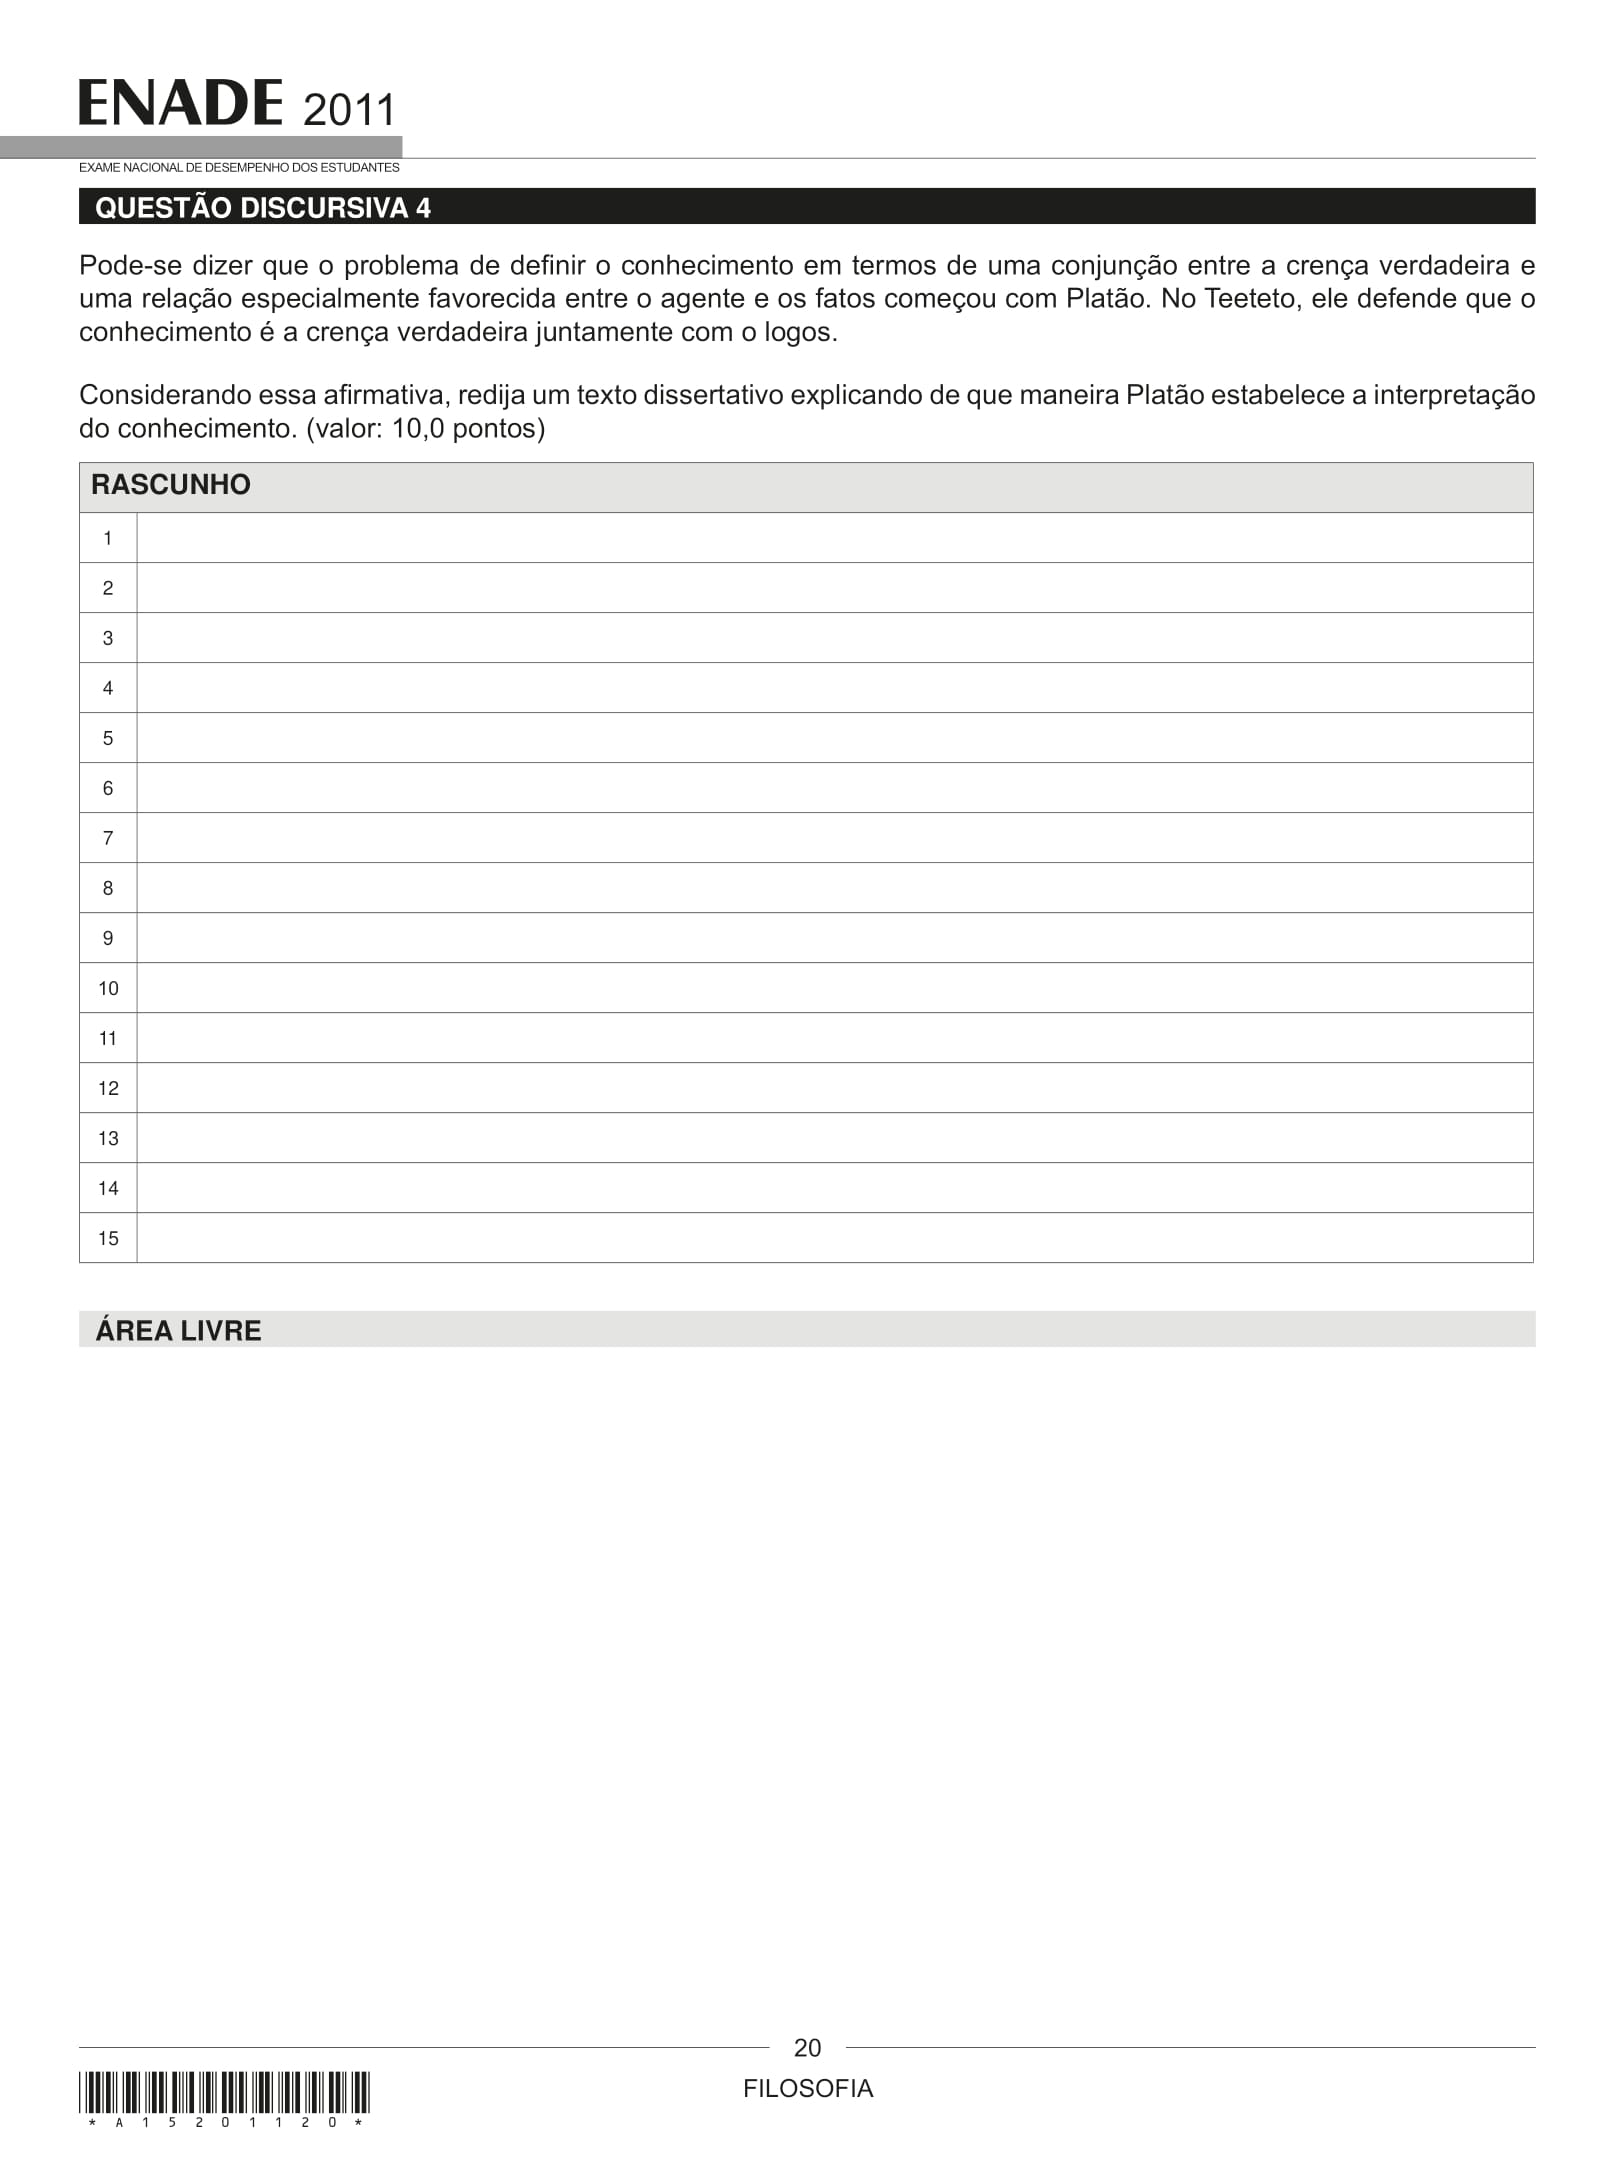 ENADE 2011
EXAME NACIONAL DE DESEMPENHO DOS ESTUDANTES
QUESTÃO DISCURSIVA 4
Pode-se dizer que o problema de definir o conhecimento em termos de uma conjunção entre a crença verdadeira e
uma relação especialmente favorecida entre o agente e os fatos começou com Platão. No Teeteto, ele defende que o
conhecimento é a crença verdadeira juntamente com o logos.
Considerando essa afirmativa, redija um texto dissertativo explicando de que maneira Platão estabelece a interpretação
do conhecimento. (valor: 10,0 pontos)
RASCUNHO
1
2
3
4
5
6
7
8
9
10
11
12
13
14
15
ÁREA LIVRE
20
FILOSOFIA
* A 1 5 2 0 1 1 2 0 *